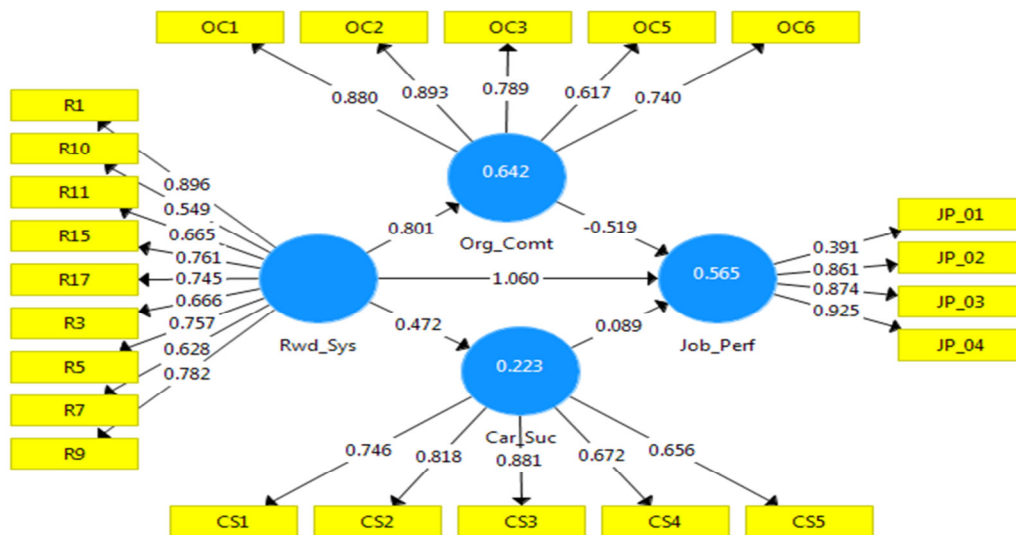 OC1 OC2 OC3 OC5 OC6
0.880 0.893 0.789 0.617 0.740
R1
R10
R11
R15
R17
R3
R5
R7
R9
0.896
0.549
0.665
0.761
0.745
0.666
0.757
0.628
0.782
Rwd_Sys
0.801
0.642
Org_Comt
-0.519
1.060
0.472
0.223
Car_Suc
0.089
0.565
Job_Perf
0.391
0.861
0.874
0.925
JP_01
JP_02
JP_03
JP_04
0.746 0.818 0.881 0.672 0.656
CS1 CS2 CS3 CS4 CS5